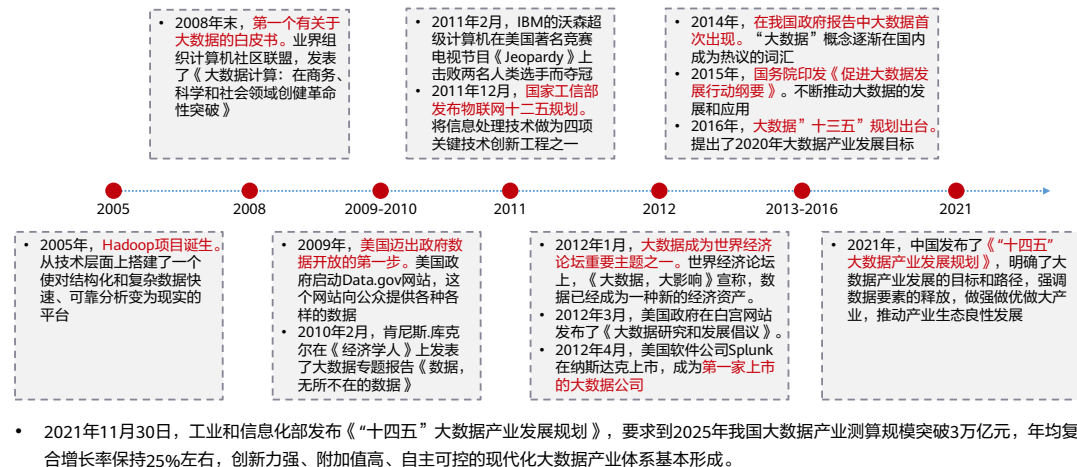 • 2008年末，第一个有关于
大数据的白皮书。业界组
织计算机社区联盟，发表
了《大数据计算：在商务、
科学和社会领域创健革命
性突破》
• 2011年2月，IBM的沃森超
级计算机在美国著名竞赛
电视节目《Jeopardy》上
击败两名人类选手而夺冠
• 2011年12月，国家工信部
发布物联网十二五规划。
将信息处理技术做为四项
关键技术创新工程之一
• 2014年，在我国政府报告中大数据首
次出现。“大数据”概念逐渐在国内
成为热议的词汇
• 2015年，国务院印发《促进大数据发
展行动纲要》。不断推动大数据的发
展和应用
• 2016年，大数据”十三五”规划出台。
提出了2020年大数据产业发展目标
2005
2008
2009-2010
2011
2012
2013-2016
2021
• 2005年，Hadoop项目诞生。
从技术层面上搭建了一个
使对结构化和复杂数据快
速、可靠分析变为现实的
平台
• 2009年，美国迈出政府数
据开放的第一步。美国政
府启动Data.gov网站，这
个网站向公众提供各种各
样的数据
• 2010年2月，肯尼斯.库克
尔在《经济学人》上发表
了大数据专题报告《数据，
无所不在的数据》
• 2012年1月，大数据成为世界经济
论坛重要主题之一。世界经济论坛
上，《大数据，大影响》宣称，数
据已经成为一种新的经济资产。
• 2012年3月，美国政府在白宫网站
发布了《大数据研究和发展倡议》。
• 2012年4月，美国软件公司Splunk
在纳斯达克上市，成为第一家上市
的大数据公司
• 2021年，中国发布了《“十四五”
大数据产业发展规划》，明确了大
数据产业发展的目标和路径，强调
数据要素的释放，做强做优做大产
业，推动产业生态良性发展
• 2021年11月30日，工业和信息化部发布《“十四五”大数据产业发展规划》，要求到2025年我国大数据产业测算规模突破3万亿元，年均复
合增长率保持25%左右，创新力强、附加值高、自主可控的现代化大数据产业体系基本形成。